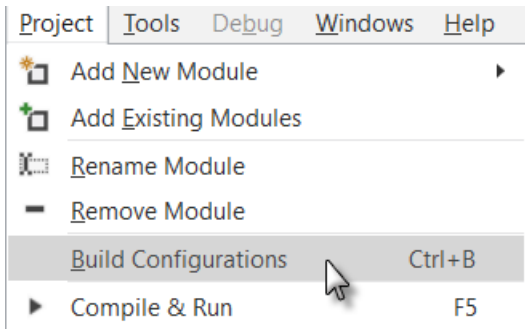 Project Tools Debug Windows Help
Add New Module
Add Existing Modules
Rename Module
Remove Module
Build Configurations Ctrl+B
Compile & Run F5